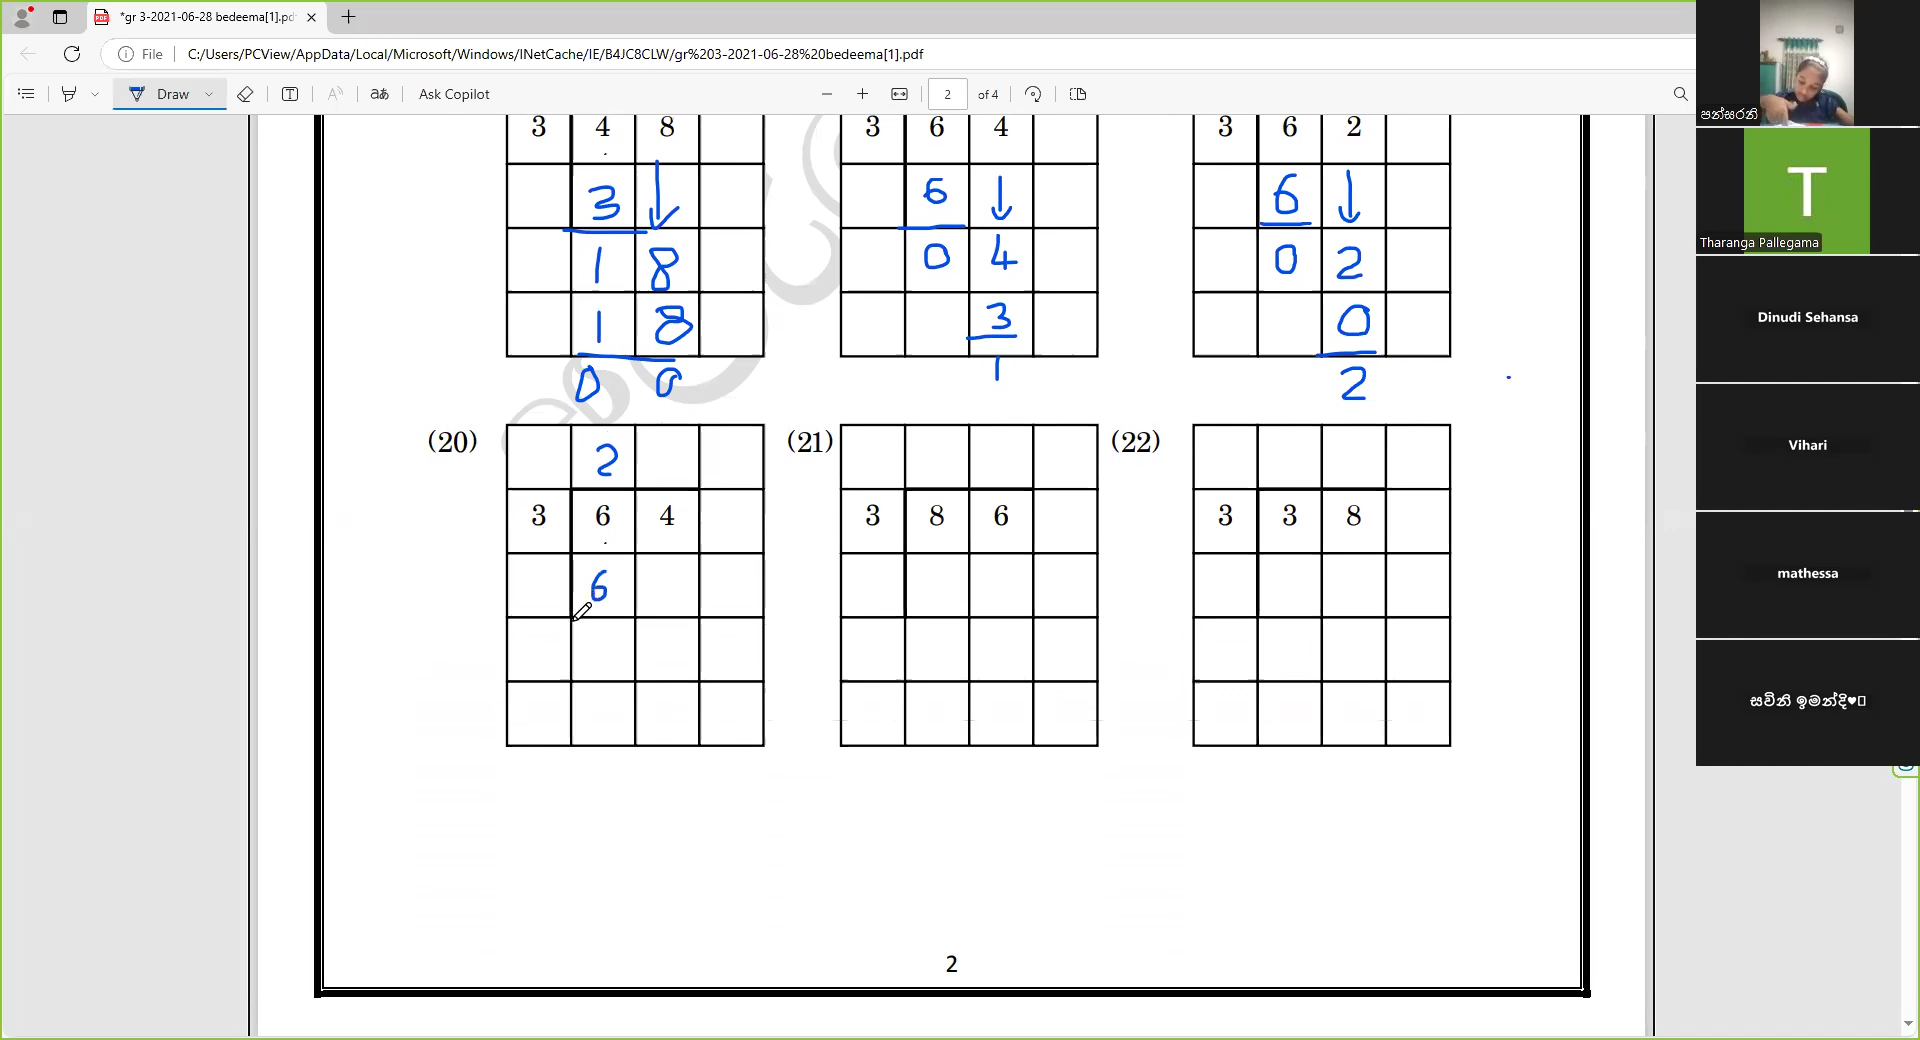 *gr 3-2021-06-28 bedeema[1].pd
File C:/Users/PCView/AppData/Local/Microsoft/Windows/INetCache/IE/B4JC8CLW/gr%203-2021-06-28%20bedeema[1].pdf
Draw Ask Copilot 2 of 4
3 4 8 3 6 4 3 6 2
3 6 6
1 8 0 4 0 2
1 8 3 0
0 0 1 2
(20) 2 (21) (22)
3 6 4 3 8 6 3 3 8
6
2
පන්සරනි
T
Tharanga Pallegama
Dinudi Sehansa
Vihari
mathessa
සවිනි ඉමන්දි♥